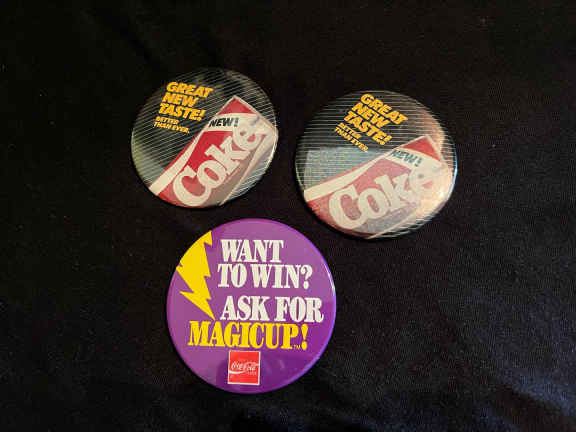 GREAT
NEW
TASTE!
BETTER
THAN EVER.
NEW!
Coke
GREAT
NEW
TASTE!
BETTER
THAN EVER.
NEW!
Coke
WANT
TO WIN?
ASK FOR
MAGICUP!™
Coca-Cola